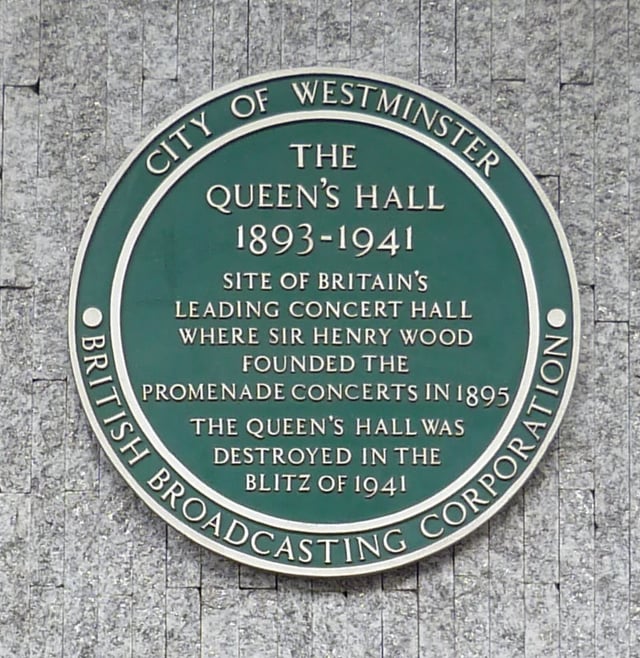 CITY OF WESTMINSTER
THE
QUEEN'S HALL
1893-1941
SITE OF BRITAIN'S
LEADING CONCERT HALL
WHERE SIR HENRY WOOD
FOUNDED THE
PROMENADE CONCERTS IN 1895
THE QUEEN'S HALL WAS
DESTROYED IN THE
BLITZ OF 1941
BRITISH BROADCASTING CORPORATION